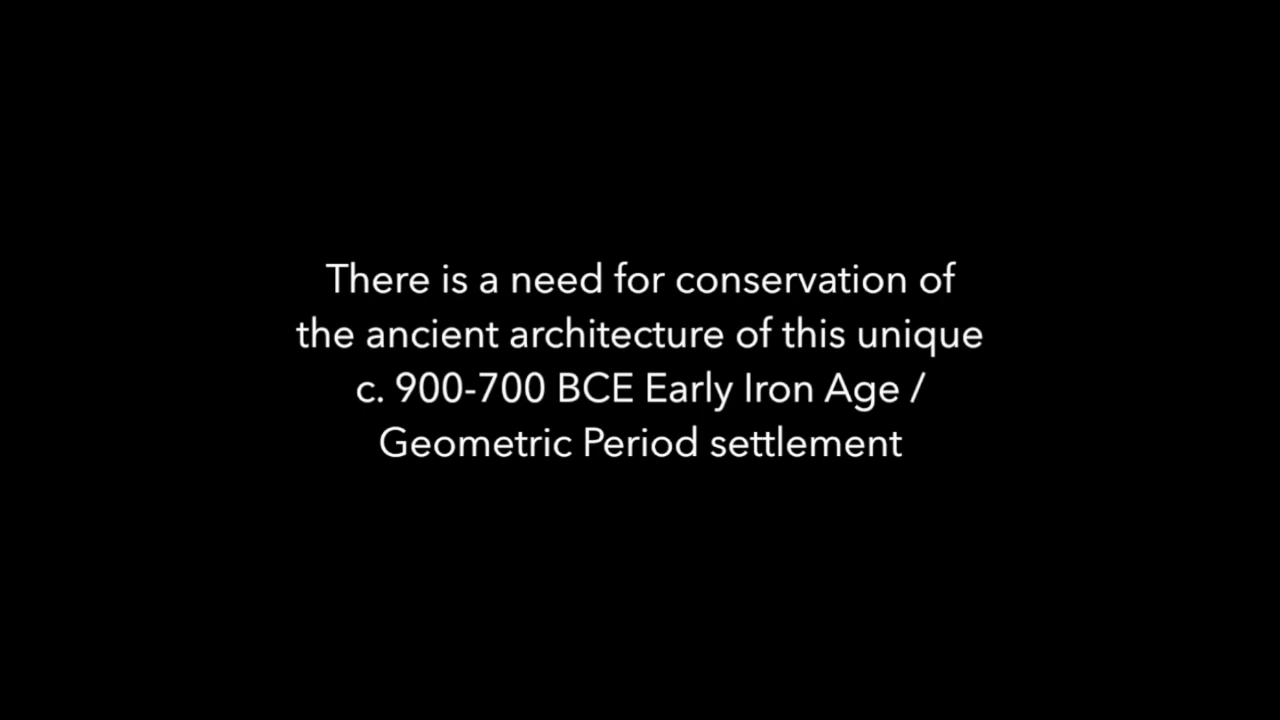 There is a need for conservation of
the ancient architecture of this unique
c. 900-700 BCE Early Iron Age /
Geometric Period settlement